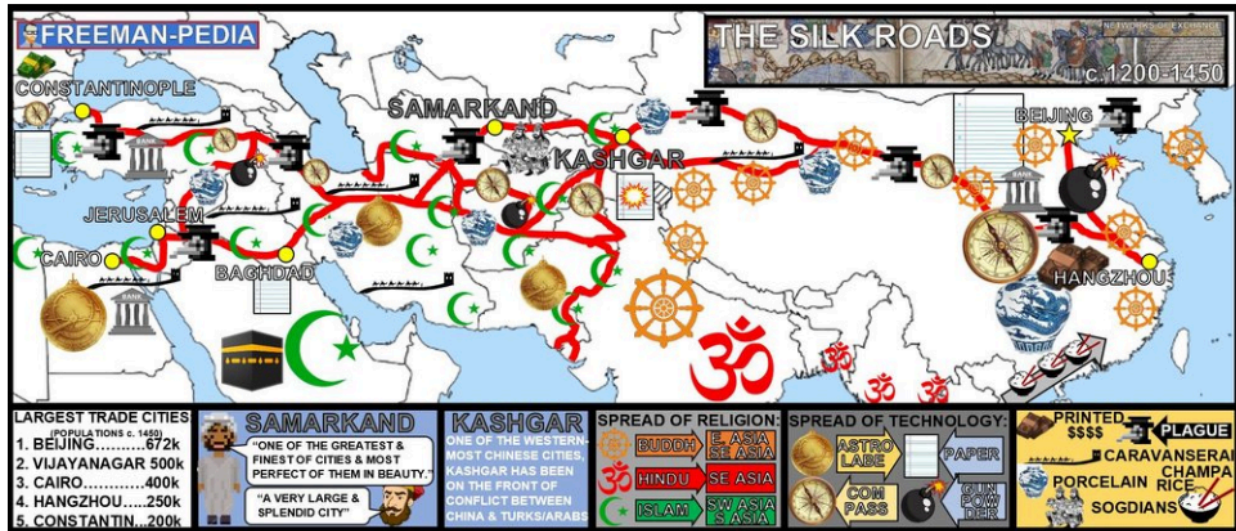 FREEMAN-PEDIA
NETWORKS OF EXCHANGE
THE SILK ROADS
c.1200-1450
CONSTANTINOPLE
SAMARKAND
BEIJING
KASHGAR
BANK
BANK
JERUSALEM
CAIRO
BAGHDAD
HANGZHOU
BANK
LARGEST TRADE CITIES
(POPULATIONS c. 1450)
1. BEIJING.........672k
2. VIJAYANAGAR 500k
3. CAIRO............400k
4. HANGZHOU.....250k
5. CONSTANTIN...200k
SAMARKAND
"ONE OF THE GREATEST &
FINEST OF CITIES & MOST
PERFECT OF THEM IN BEAUTY."
"A VERY LARGE &
SPLENDID CITY"
KASHGAR
ONE OF THE WESTERN-
MOST CHINESE CITIES,
KASHGAR HAS BEEN
ON THE FRONT OF
CONFLICT BETWEEN
CHINA & TURKS/ARABS
SPREAD OF RELIGION:
BUDDH
E. ASIA
SE ASIA
HINDU
SE ASIA
ISLAM
SW ASIA
S ASIA
SPREAD OF TECHNOLOGY:
ASTRO
LABE
PAPER
COM
PASS
GUN
POW
DER
PRINTED
$$$$
PLAGUE
CARAVANSERAI
PORCELAIN
CHAMPA
RICE
SOGDIANS